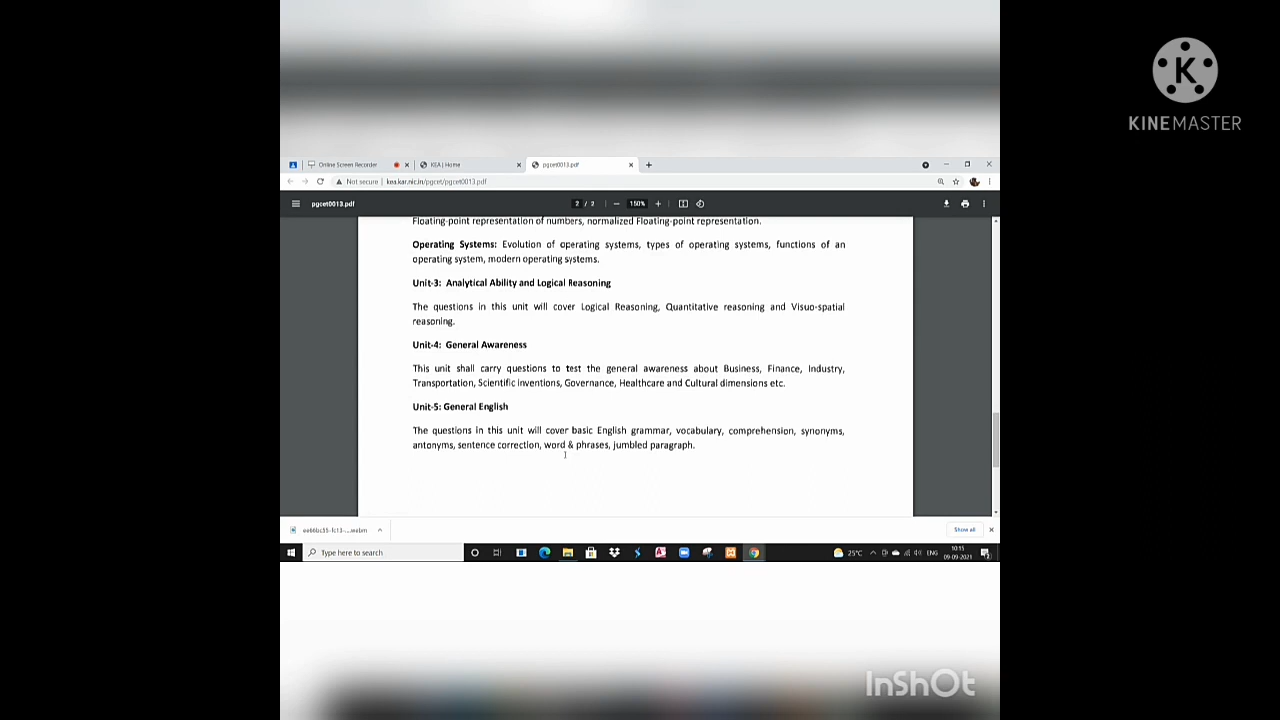 K
KINEMASTER
Online Screen Recorder
KEA | Home
pgcet0013.pdf
Not secure | kea.kar.nic.in/pgcet/pgcet0013.pdf
pgcet0013.pdf
2 / 2
150%
Floating-point representation of numbers, normalized Floating-point representation.
Operating Systems: Evolution of operating systems, types of operating systems, functions of an
operating system, modern operating systems.
Unit-3: Analytical Ability and Logical Reasoning
The questions in this unit will cover Logical Reasoning, Quantitative reasoning and Visuo-spatial
reasoning.
Unit-4: General Awareness
This unit shall carry questions to test the general awareness about Business, Finance, Industry,
Transportation, Scientific inventions, Governance, Healthcare and Cultural dimensions etc.
Unit-5: General English
The questions in this unit will cover basic English grammar, vocabulary, comprehension, synonyms,
antonyms, sentence correction, word & phrases, jumbled paragraph.
Show all
Type here to search
25°C
ENG
10:15
09-09-2021
InShOt